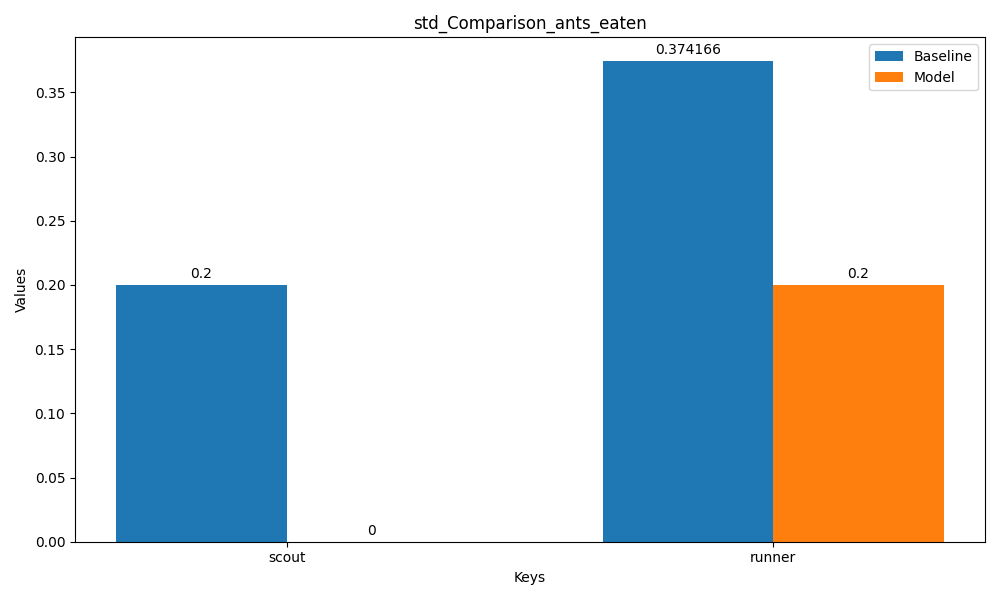 std_Comparison_ants_eaten
0.374166
Baseline
Model
0.35
0.30
0.25
0.20
0.15
0.10
0.05
0.00
0.2
0.2
0
Values
scout
runner
Keys